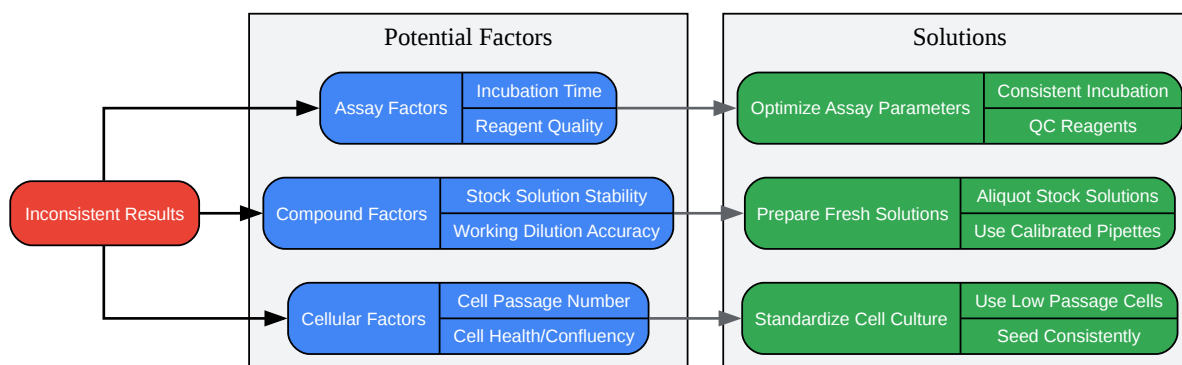 Potential Factors
Solutions
Assay Factors
Incubation Time
Reagent Quality
Optimize Assay Parameters
Consistent Incubation
QC Reagents
Inconsistent Results
Compound Factors
Stock Solution Stability
Working Dilution Accuracy
Prepare Fresh Solutions
Aliquot Stock Solutions
Use Calibrated Pipettes
Cellular Factors
Cell Passage Number
Cell Health/Confluency
Standardize Cell Culture
Use Low Passage Cells
Seed Consistently